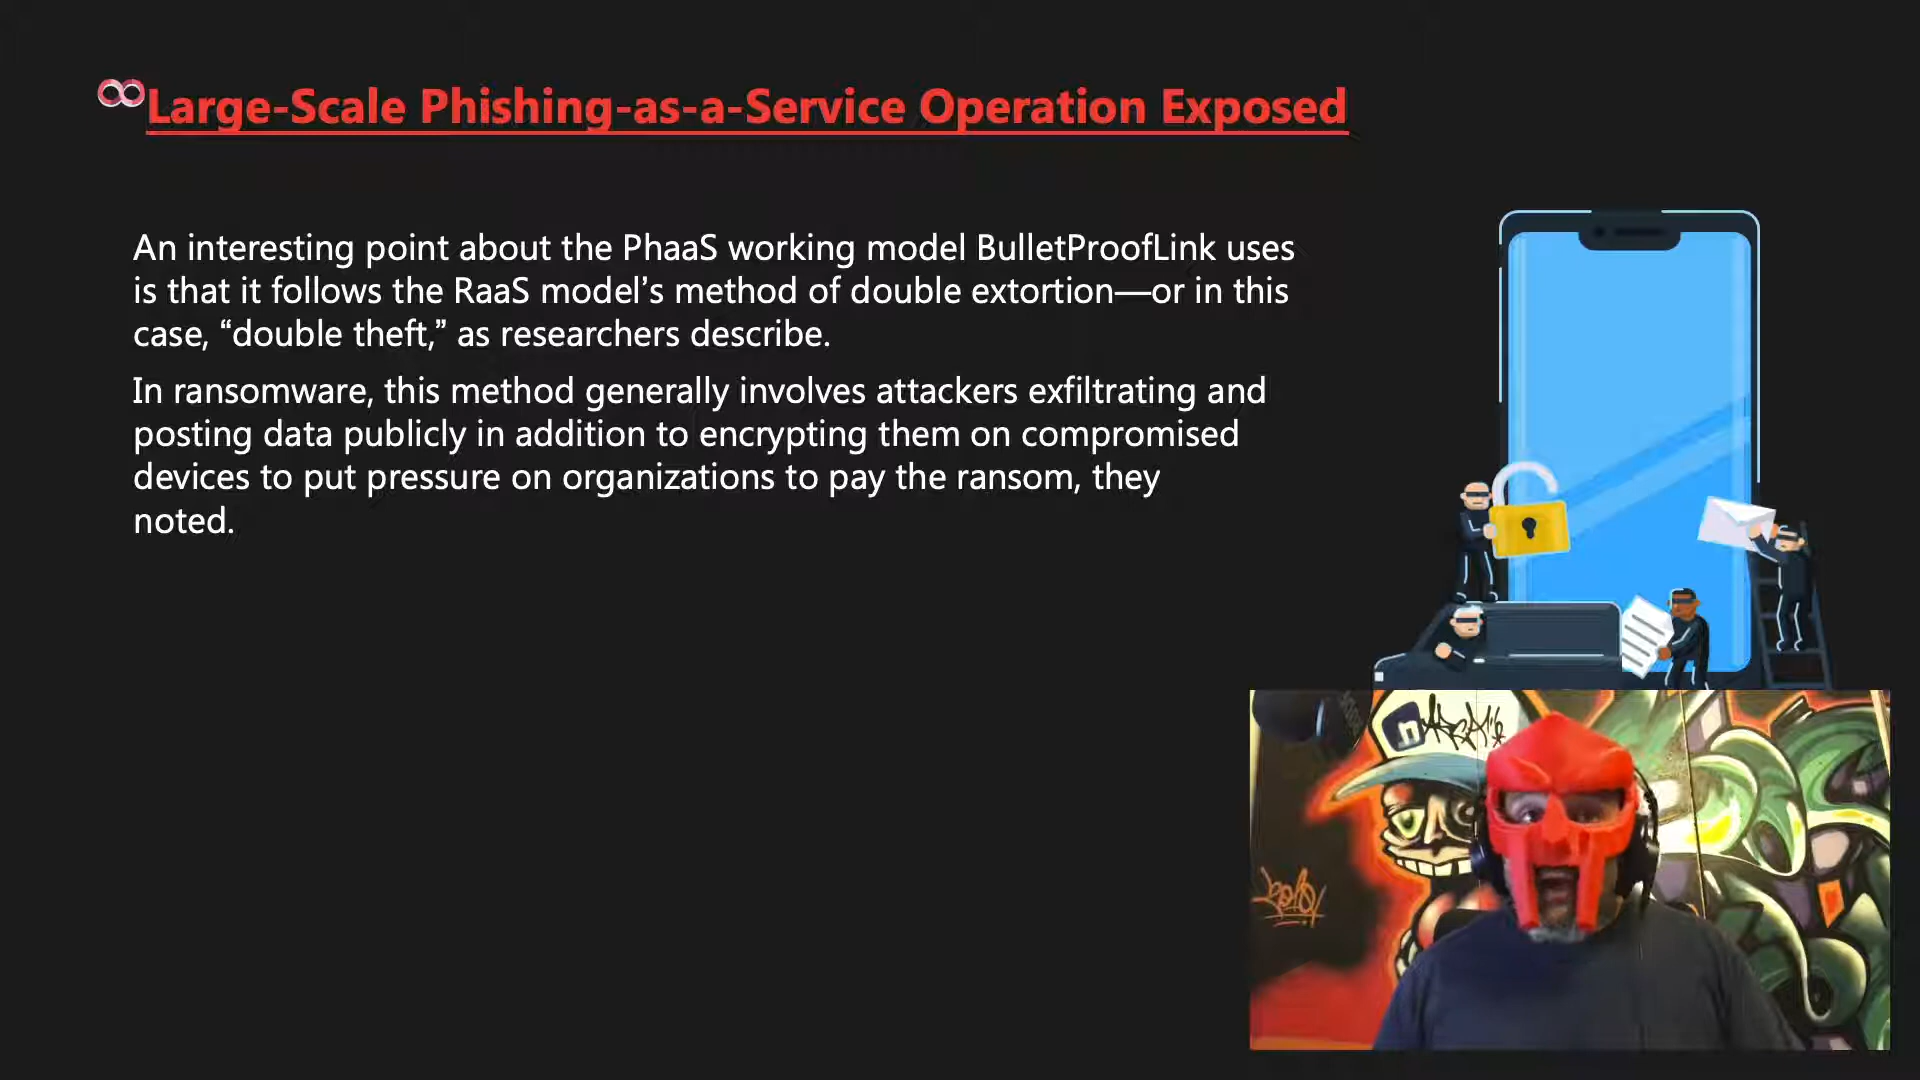 Large-Scale Phishing-as-a-Service Operation Exposed
An interesting point about the PhaaS working model BulletProofLink uses
is that it follows the RaaS model’s method of double extortion—or in this
case, “double theft,” as researchers describe.
In ransomware, this method generally involves attackers exfiltrating and
posting data publicly in addition to encrypting them on compromised
devices to put pressure on organizations to pay the ransom, they
noted.